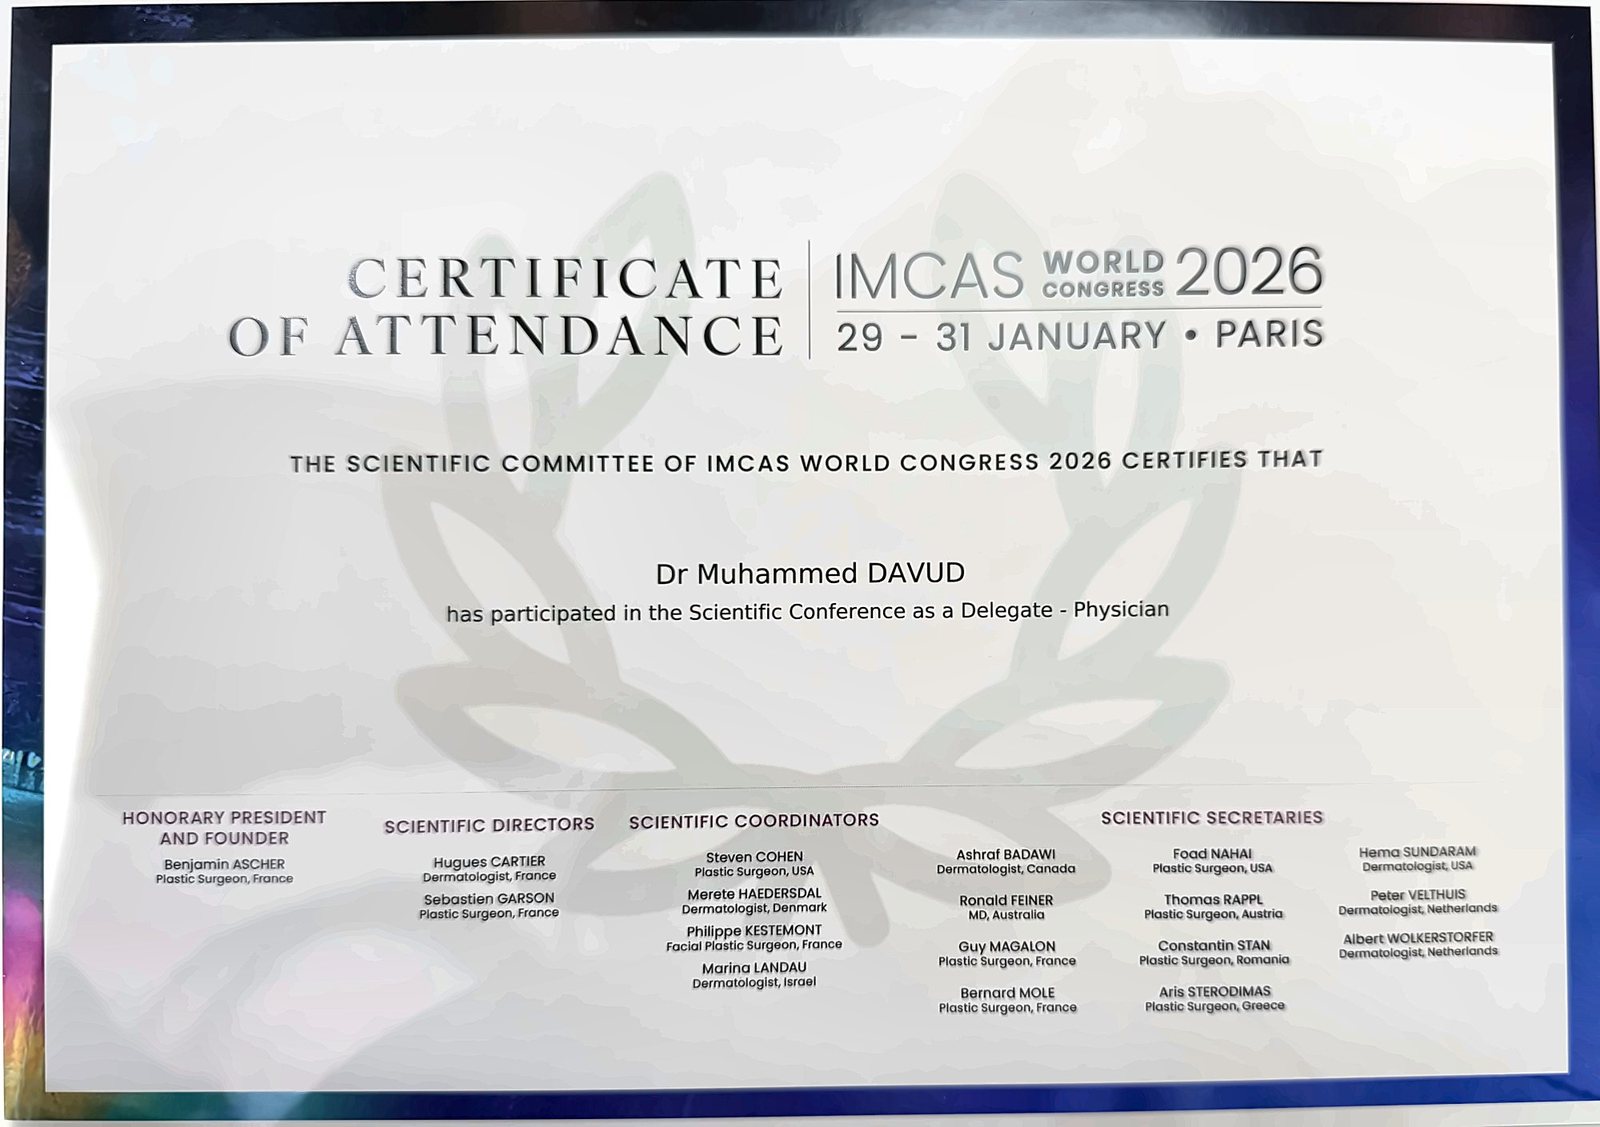 CERTIFICATE
OF ATTENDANCE
IMCAS WORLD CONGRESS 2026
29 – 31 JANUARY • PARIS
THE SCIENTIFIC COMMITTEE OF IMCAS WORLD CONGRESS 2026 CERTIFIES THAT
Dr Muhammed DAVUD
has participated in the Scientific Conference as a Delegate - Physician
HONORARY PRESIDENT
AND FOUNDER
Benjamin ASCHER
Plastic Surgeon, France
SCIENTIFIC DIRECTORS
Hugues CARTIER
Dermatologist, France
Sebastien GARSON
Plastic Surgeon, France
SCIENTIFIC COORDINATORS
Steven COHEN
Plastic Surgeon, USA
Merete HAEDERSDAL
Dermatologist, Denmark
Philippe KESTEMONT
Facial Plastic Surgeon, France
Marina LANDAU
Dermatologist, Israel
SCIENTIFIC SECRETARIES
Ashraf BADAWI
Dermatologist, Canada
Ronald FEINER
MD, Australia
Guy MAGALON
Plastic Surgeon, France
Bernard MOLE
Plastic Surgeon, France
Foad NAHAI
Plastic Surgeon, USA
Thomas RAPPL
Plastic Surgeon, Austria
Constantin STAN
Plastic Surgeon, Romania
Aris STERODIMAS
Plastic Surgeon, Greece
Hema SUNDARAM
Dermatologist, USA
Peter VELTHUIS
Dermatologist, Netherlands
Albert WOLKERSTORFER
Dermatologist, Netherlands